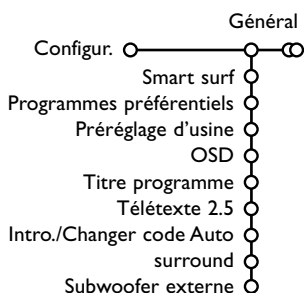 Général
Configur.
Smart surf
Programmes préférentiels
Préréglage d'usine
OSD
Titre programme
Télétexte 2.5
Intro./Changer code Auto
surround
Subwoofer externe